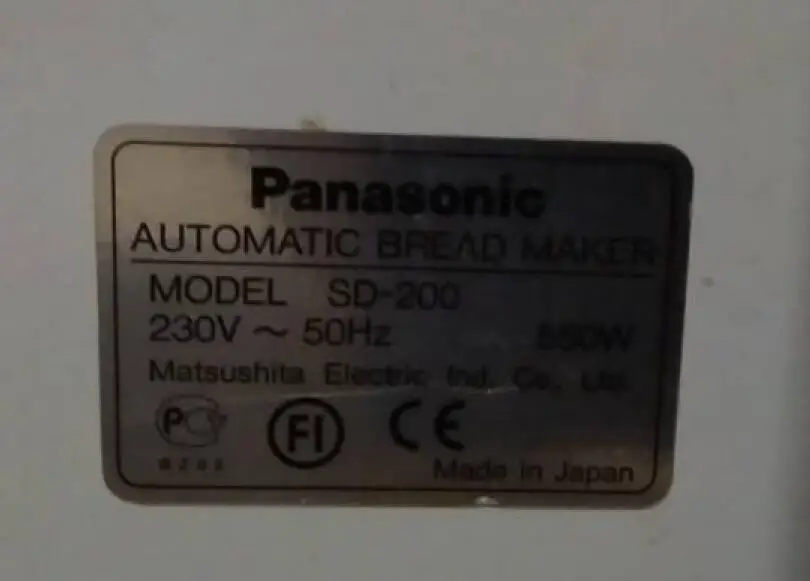 Panasonic
AUTOMATIC BREAD MAKER
MODEL SD-200
230V ~ 50Hz 550W
Matsushita Electric Ind. Co., Ltd.
FI CE
Made in Japan